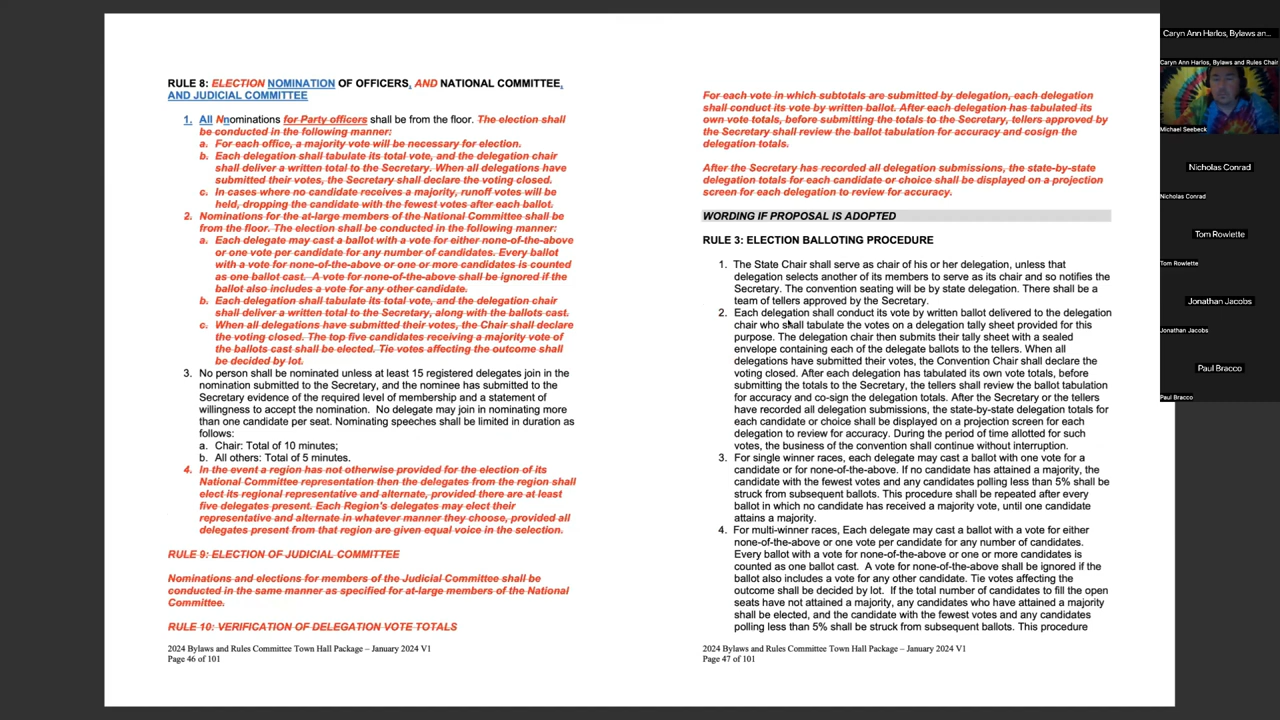 RULE 8: ELECTION NOMINATION OF OFFICERS, AND NATIONAL COMMITTEE,
AND JUDICIAL COMMITTEE
1. All Nnominations for Party officers shall be from the floor. The election shall
be conducted in the following manner:
a. For each office, a majority vote will be necessary for election.
b. Each delegation shall tabulate its total vote, and the delegation chair
shall deliver a written total to the Secretary. When all delegations have
submitted their votes, the Secretary shall declare the voting closed.
c. In cases where no candidate receives a majority, runoff votes will be
held, dropping the candidate with the fewest votes after each ballot.
2. Nominations for the at-large members of the National Committee shall be
from the floor. The election shall be conducted in the following manner:
a. Each delegate may cast a ballot with a vote for either none-of-the-above
or one vote per candidate for any number of candidates. Every ballot
with a vote for none-of-the-above or one or more candidates is counted
as one ballot cast. A vote for none-of-the-above shall be ignored if the
ballot also includes a vote for any other candidate.
b. Each delegation shall tabulate its total vote, and the delegation chair
shall deliver a written total to the Secretary, along with the ballots cast.
c. When all delegations have submitted their votes, the Chair shall declare
the voting closed. The top five candidates receiving a majority vote of
the ballots cast shall be elected. Tie votes affecting the outcome shall
be decided by lot.
3. No person shall be nominated unless at least 15 registered delegates join in the
nomination submitted to the Secretary, and the nominee has submitted to the
Secretary evidence of the required level of membership and a statement of
willingness to accept the nomination. No delegate may join in nominating more
than one candidate per seat. Nominating speeches shall be limited in duration as
follows:
a. Chair: Total of 10 minutes;
b. All others: Total of 5 minutes.
4. In the event a region has not otherwise provided for the election of its
National Committee representation then the delegates from the region shall
elect its regional representative and alternate, provided there are at least
five delegates present. Each Region's delegates may elect their
representative and alternate in whatever manner they choose, provided all
delegates present from that region are given equal voice in the selection.
RULE 9: ELECTION OF JUDICIAL COMMITTEE
Nominations and elections for members of the Judicial Committee shall be
conducted in the same manner as specified for at-large members of the National
Committee.
RULE 10: VERIFICATION OF DELEGATION VOTE TOTALS
2024 Bylaws and Rules Committee Town Hall Package – January 2024 V1
Page 46 of 101
For each vote in which subtotals are submitted by delegation, each delegation
shall conduct its vote by written ballot. After each delegation has tabulated its
own vote totals, before submitting the totals to the Secretary, tellers approved by
the Secretary shall review the ballot tabulation for accuracy and cosign the
delegation totals.
After the Secretary has recorded all delegation submissions, the state-by-state
delegation totals for each candidate or choice shall be displayed on a projection
screen for each delegation to review for accuracy.
WORDING IF PROPOSAL IS ADOPTED
RULE 3: ELECTION BALLOTING PROCEDURE
1. The State Chair shall serve as chair of his or her delegation, unless that
delegation selects another of its members to serve as its chair and so notifies the
Secretary. The convention seating will be by state delegation. There shall be a
team of tellers approved by the Secretary.
2. Each delegation shall conduct its vote by written ballot delivered to the delegation
chair who shall tabulate the votes on a delegation tally sheet provided for this
purpose. The delegation chair then submits their tally sheet with a sealed
envelope containing each of the delegate ballots to the tellers. When all
delegations have submitted their votes, the Convention Chair shall declare the
voting closed. After each delegation has tabulated its own vote totals, before
submitting the totals to the Secretary, the tellers shall review the ballot tabulation
for accuracy and co-sign the delegation totals. After the Secretary or the tellers
have recorded all delegation submissions, the state-by-state delegation totals for
each candidate or choice shall be displayed on a projection screen for each
delegation to review for accuracy. During the period of time allotted for such
votes, the business of the convention shall continue without interruption.
3. For single winner races, each delegate may cast a ballot with one vote for a
candidate or for none-of-the-above. If no candidate has attained a majority, the
candidate with the fewest votes and any candidates polling less than 5% shall be
struck from subsequent ballots. This procedure shall be repeated after every
ballot in which no candidate has received a majority vote, until one candidate
attains a majority.
4. For multi-winner races, Each delegate may cast a ballot with a vote for either
none-of-the-above or one vote per candidate for any number of candidates.
Every ballot with a vote for none-of-the-above or one or more candidates is
counted as one ballot cast. A vote for none-of-the-above shall be ignored if the
ballot also includes a vote for any other candidate. Tie votes affecting the
outcome shall be decided by lot. If the total number of candidates to fill the open
seats have not attained a majority, any candidates who have attained a majority
shall be elected, and the candidate with the fewest votes and any candidates
polling less than 5% shall be struck from subsequent ballots. This procedure
2024 Bylaws and Rules Committee Town Hall Package – January 2024 V1
Page 47 of 101
Caryn Ann Harlos, Bylaws an...
Caryn Ann Harlos, Bylaws and Rules Chair
Michael Seebeck
Nicholas Conrad
Nicholas Conrad
Tom Rowlette
Tom Rowlette
Jonathan Jacobs
Jonathan Jacobs
Paul Bracco
Paul Bracco